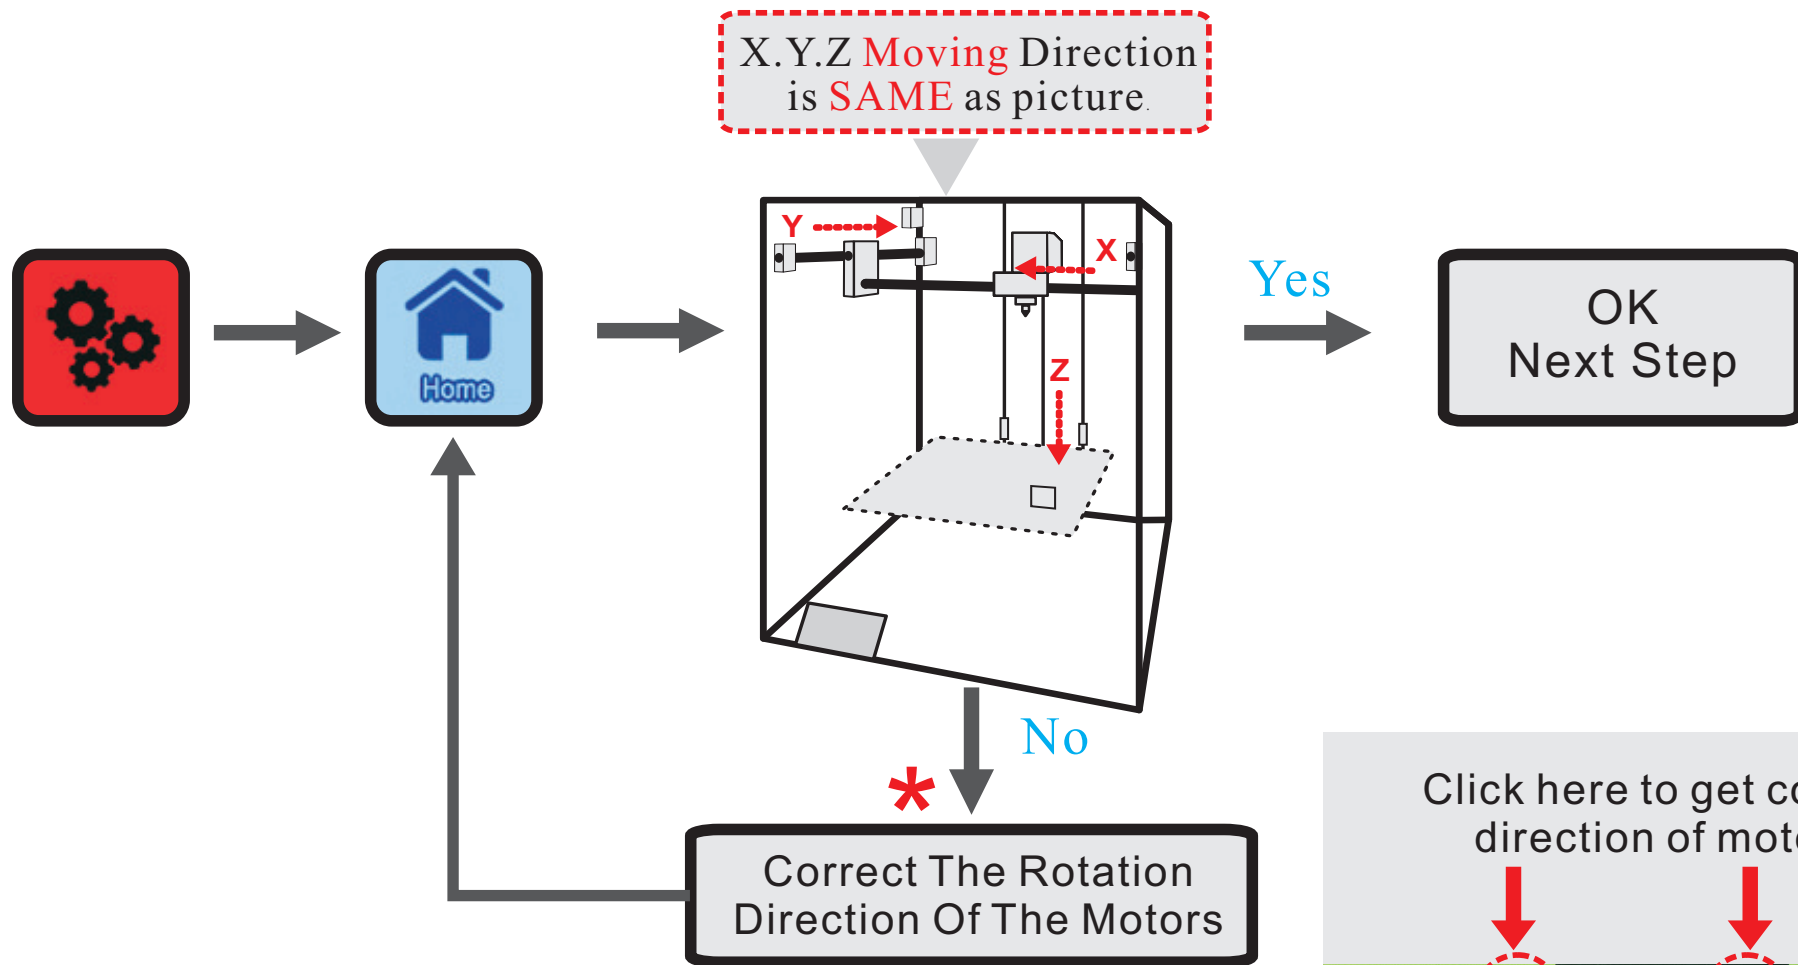 X.Y.Z Moving Direction
is SAME as picture.
Y
X
Z
Home
Yes
OK
Next Step
No
*
Correct The Rotation
Direction Of The Motors
Click here to get
direction of